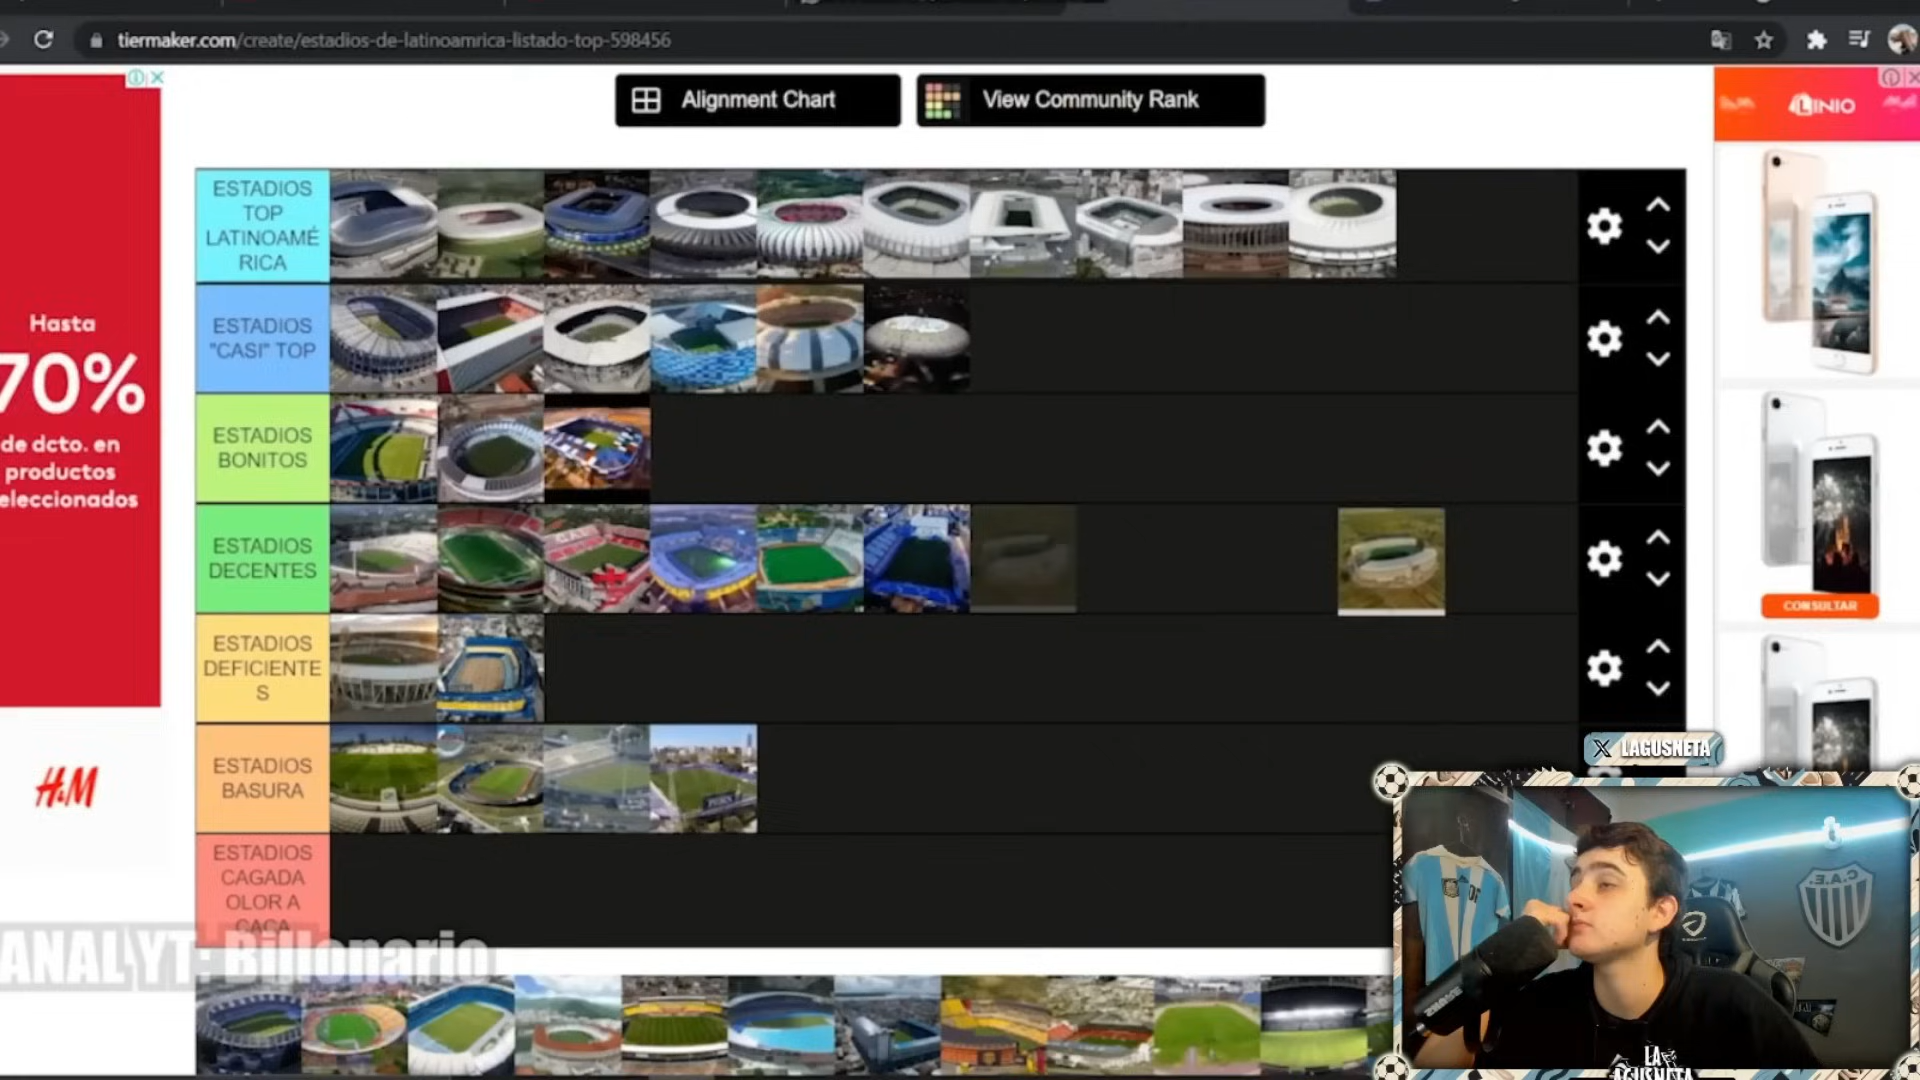 tiermaker.com/create/estadios-de-latinoamrica-listado-top-598456
Alignment Chart
View Community Rank
LINIO
ESTADIOS
TOP
LATINOAMÉ
RICA
ESTADIOS
"CASI" TOP
ESTADIOS
BONITOS
ESTADIOS
DECENTES
ESTADIOS
DEFICIENTE
S
ESTADIOS
BASURA
ESTADIOS
CAGADA
OLOR A
CACA
Hasta
70%
de dcto. en
productos
eleccionados
H&M
CONSULTAR
X LAGUSNETA
C.A.E.
ANAL YT: Billonario
LA
AGUSNETA